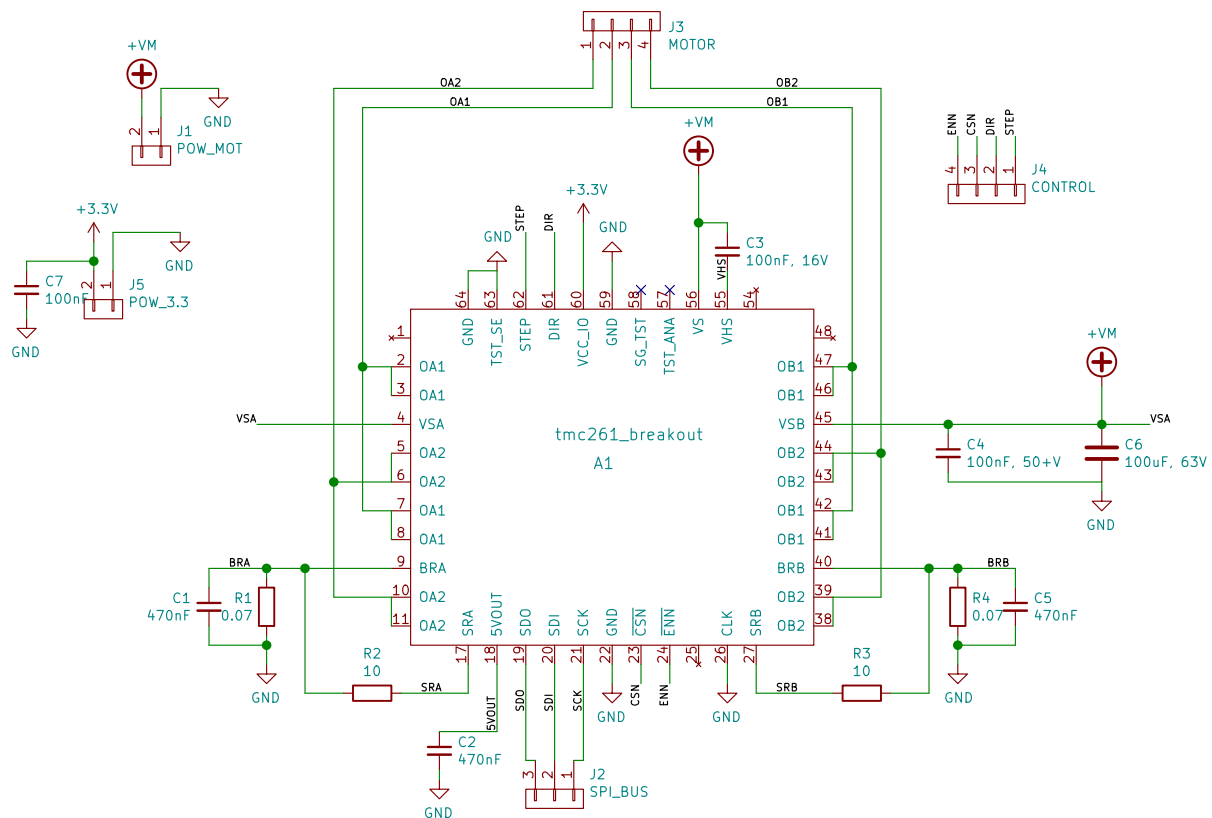 J3
MOTOR
1
2
3
4
+VM
J1
POW_MOT
2
1
GND
OA2
OA1
OB2
OB1
+VM
ENN
CSN
DIR
STEP
4
3
2
1
J4
CONTROL
+3.3V
GND
C7
100nF
2
1
J5
POW_3.3
GND
+3.3V
STEP
DIR
GND
GND
C3
100nF, 16V
VHS
64
63
62
61
60
59
58
57
56
55
54
GND
TST_SE
STEP
DIR
VCC_IO
GND
SG_TST
TST_ANA
VS
VHS
1
48
2
OA1
OB1
47
3
OA1
OB1
46
VSA
4
VSA
VSB
45
5
OA2
OB2
44
6
OA2
OB2
43
7
OA1
OB1
42
8
OA1
OB1
41
9
BRA
BRB
40
10
OA2
OB2
39
11
OA2
OB2
38
tmc261_breakout
A1
+VM
VSA
C4
100nF, 50+V
C6
100uF, 63V
GND
BRA
C1
470nF
R1
0.07
GND
R2
10
SRA
BRB
R4
0.07
C5
470nF
GND
R3
10
SRB
SRA
5VOUT
SDO
SDI
SCK
GND
CSN
ENN
CLK
SRB
17
18
19
20
21
22
23
24
25
26
27
5VOUT
SDO
SDI
SCK
GND
CSN
ENN
GND
C2
470nF
GND
3
2
1
J2
SPI_BUS